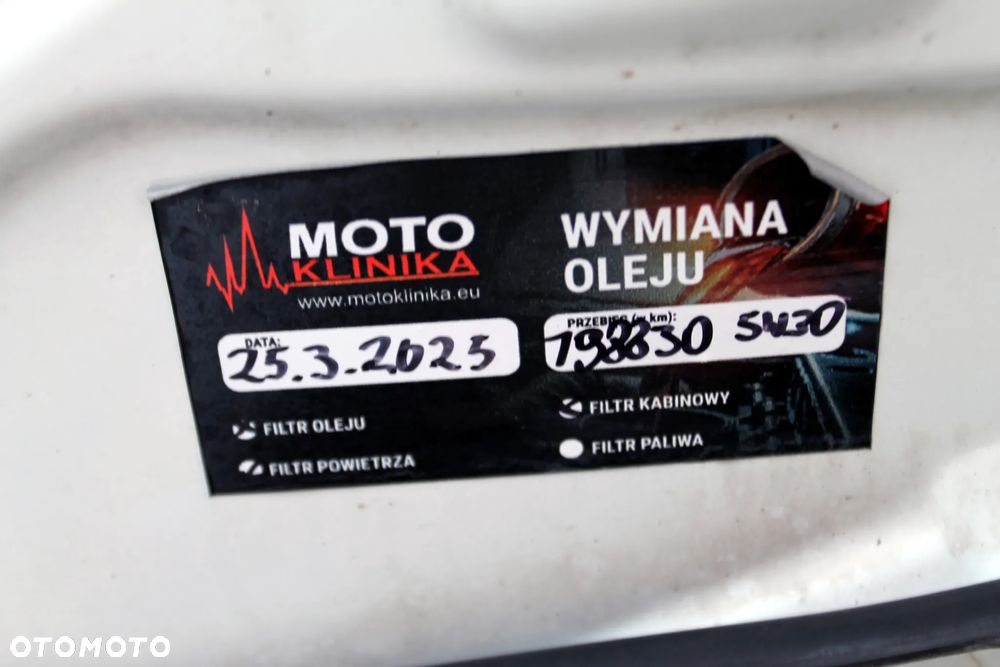 MOTO
KLINIKA
www.motoklinika.eu
WYMIANA
OLEJU
DATA:
25.3.2025
PRZEBIEG (w km):
5W30
FILTR OLEJU
FILTR POWIETRZA
FILTR KABINOWY
FILTR PALIWA
OTOMOTO